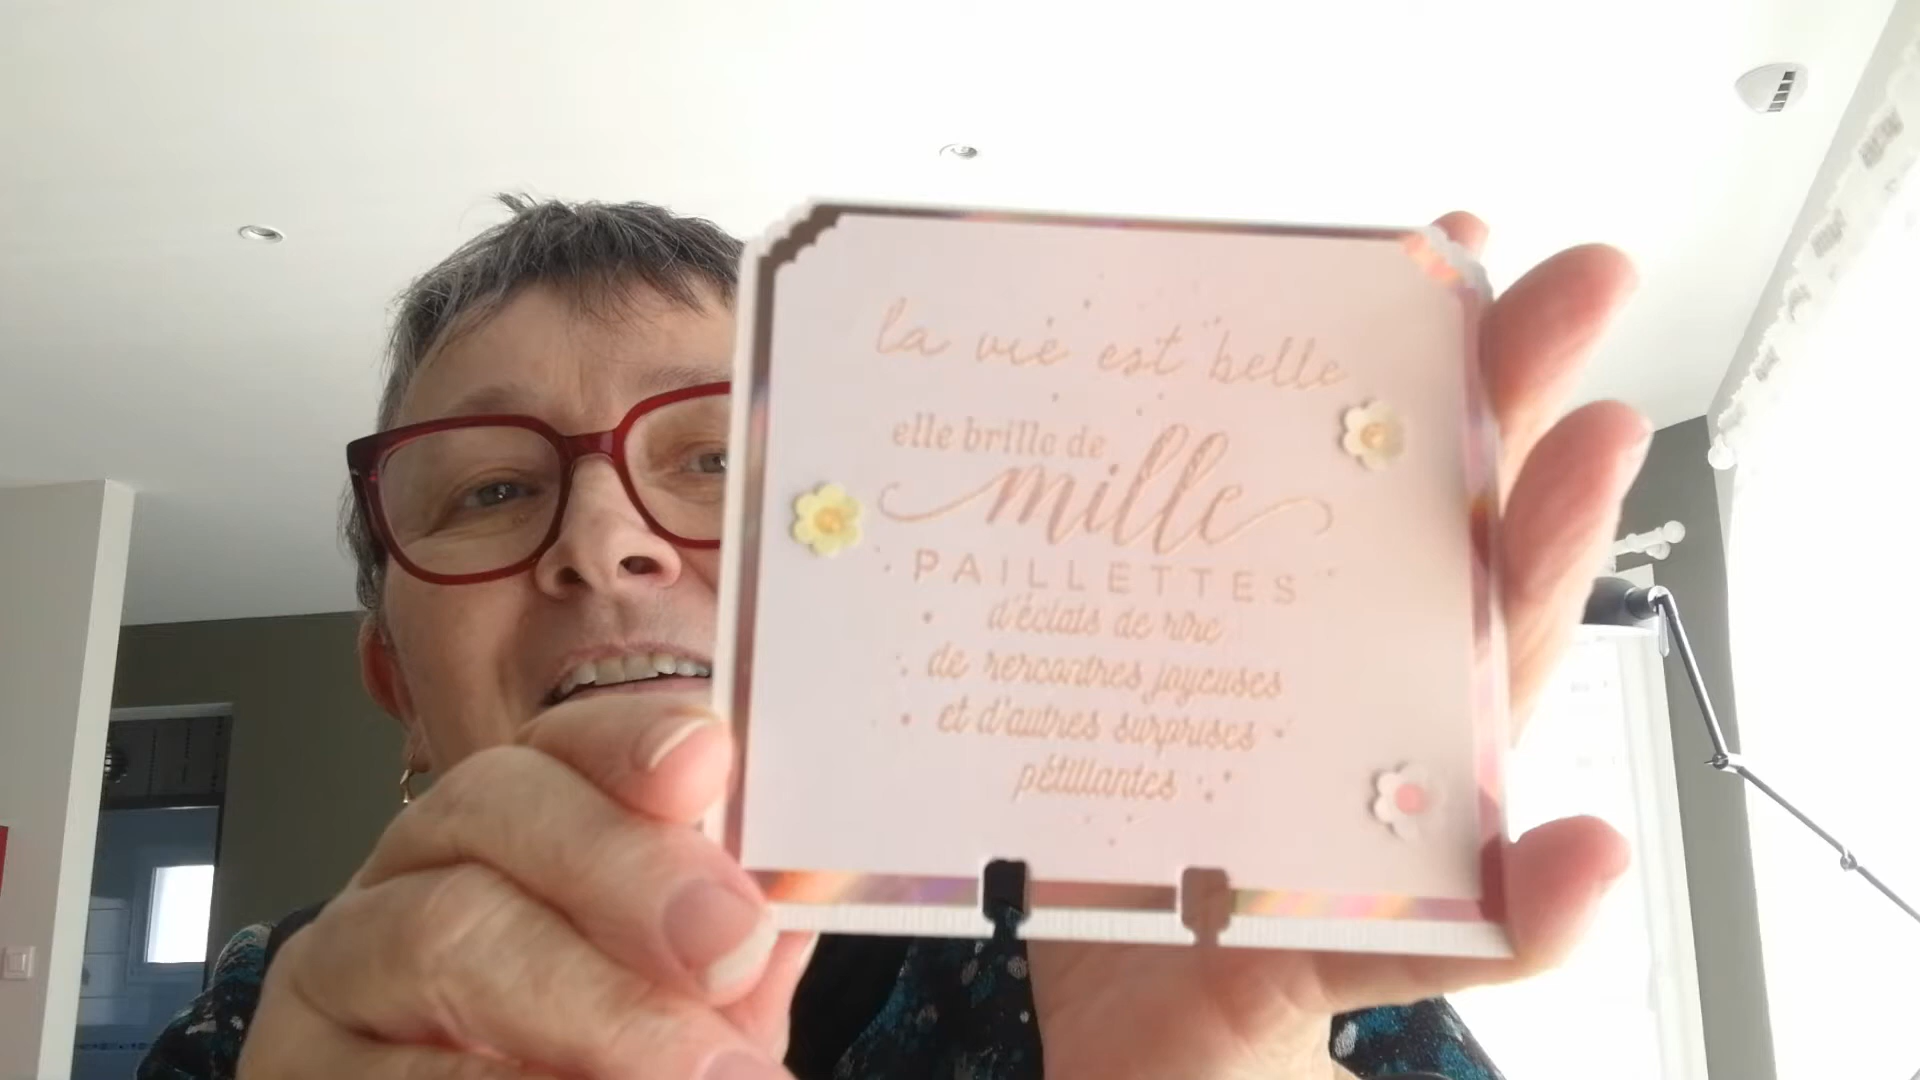 la vie est belle
elle brille de
mille
PAILLETTES
d'éclats de rire
de rencontres joyeuses
et d'autres surprises
pétillantes